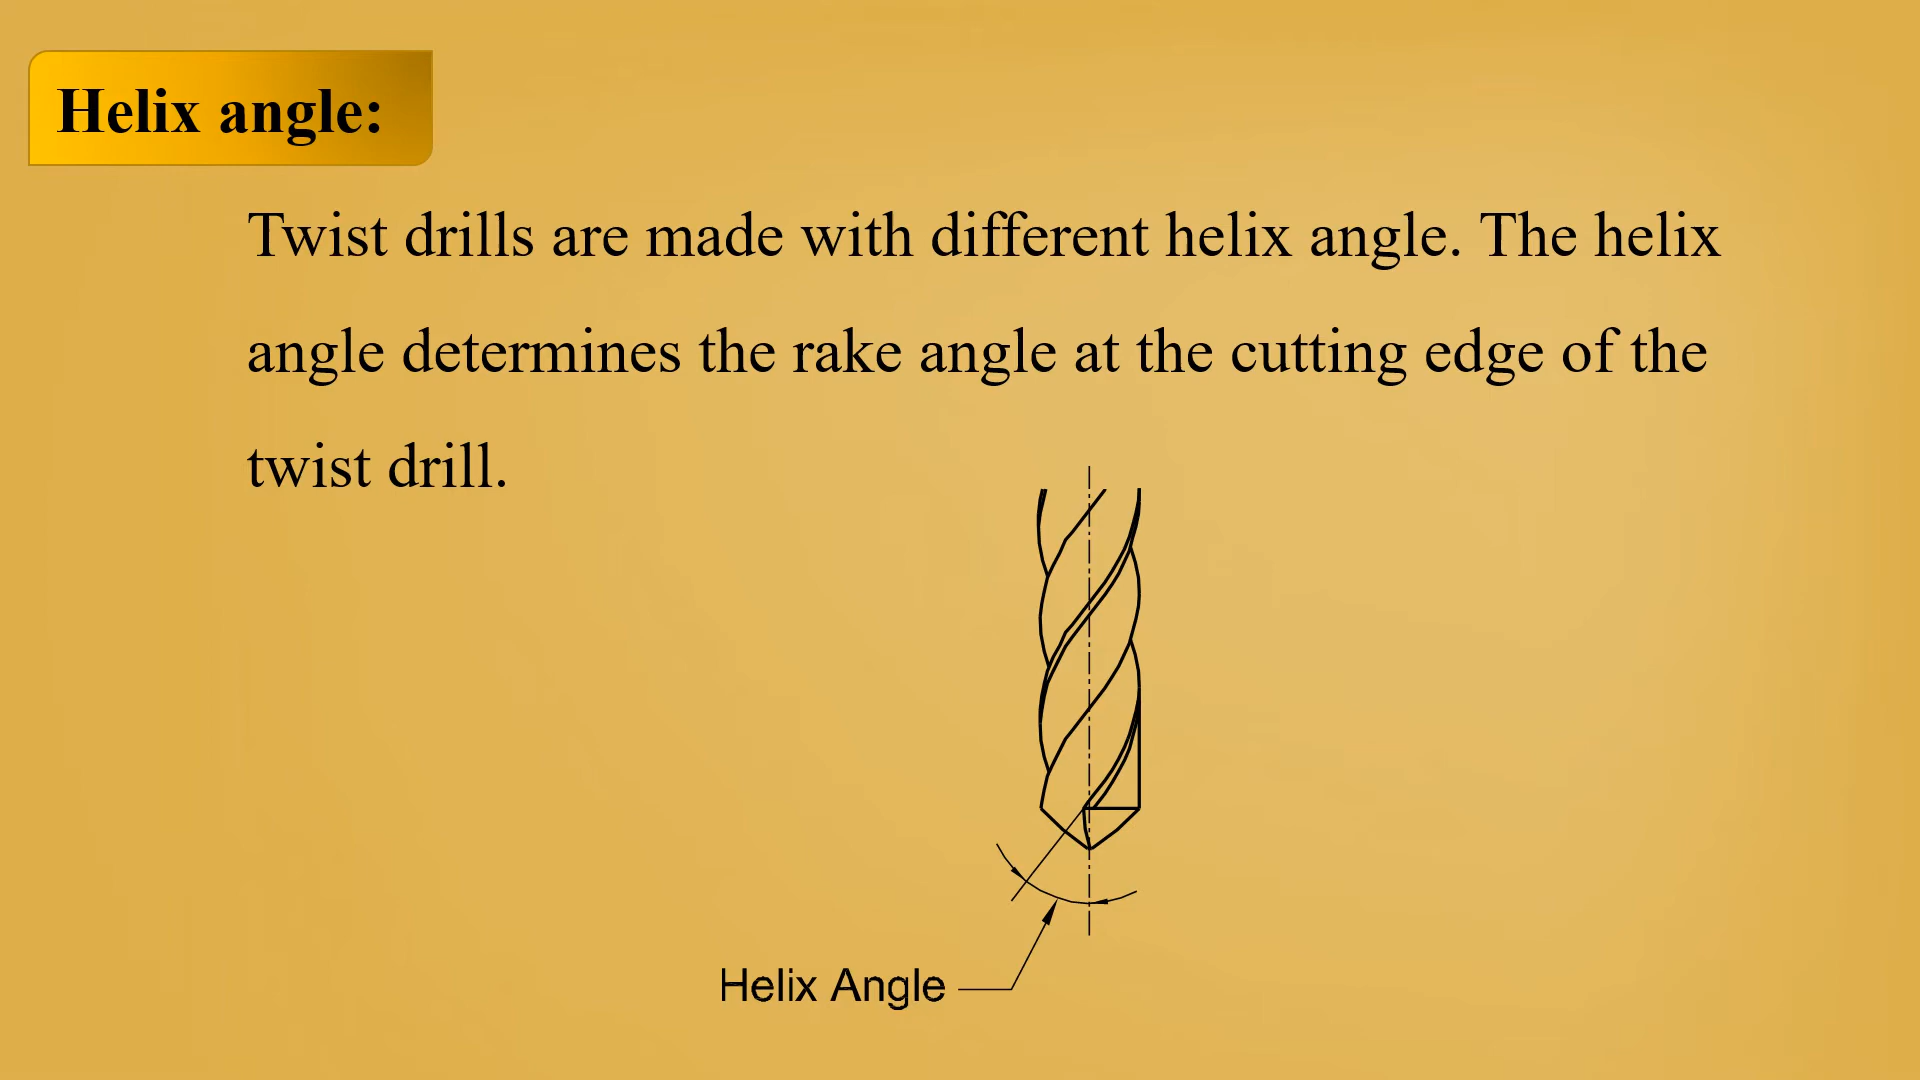 Helix angle:
Twist drills are made with different helix angle. The helix
angle determines the rake angle at the cutting edge of the
twist drill.
Helix Angle